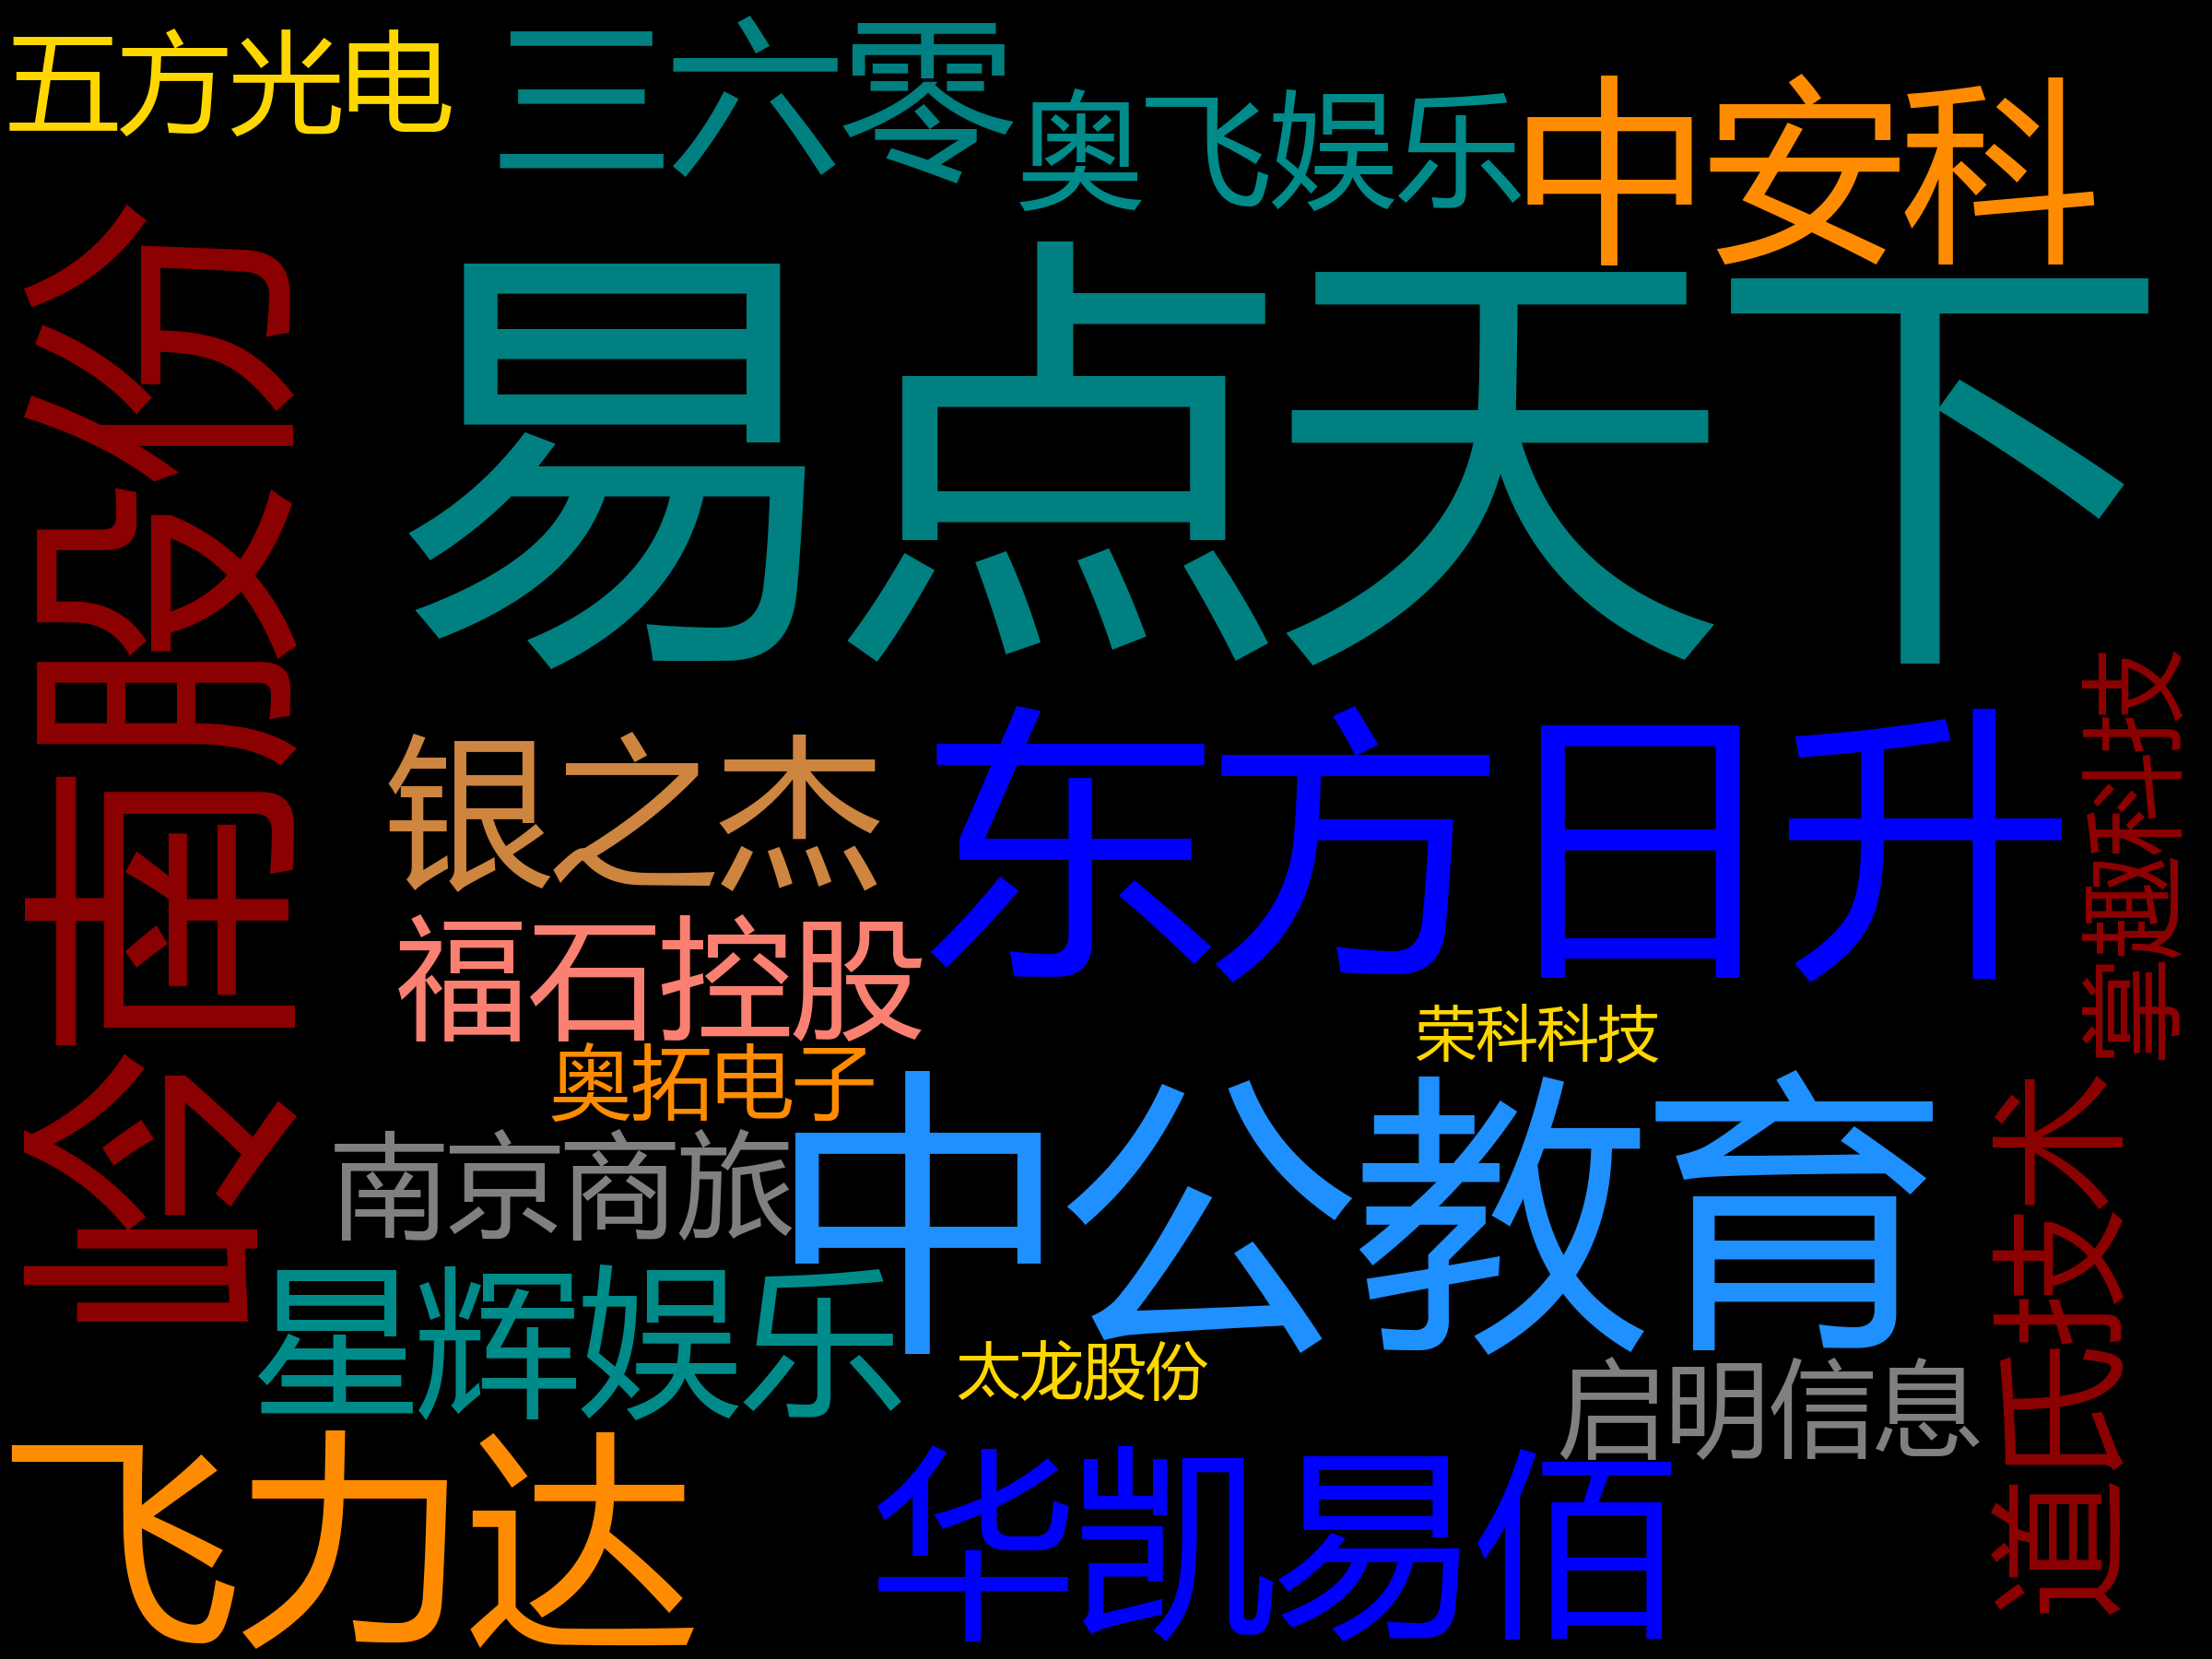 五方光电
三六零
奥飞娱乐
中安科
易点天下
岭南股份
银之杰
东方日升
福石控股
荣科科技
掌趣科技
奥拓电子
南京商旅
中公教育
星辉娱乐
太龙股份
启明信息
道氏技术
飞力达
华凯易佰